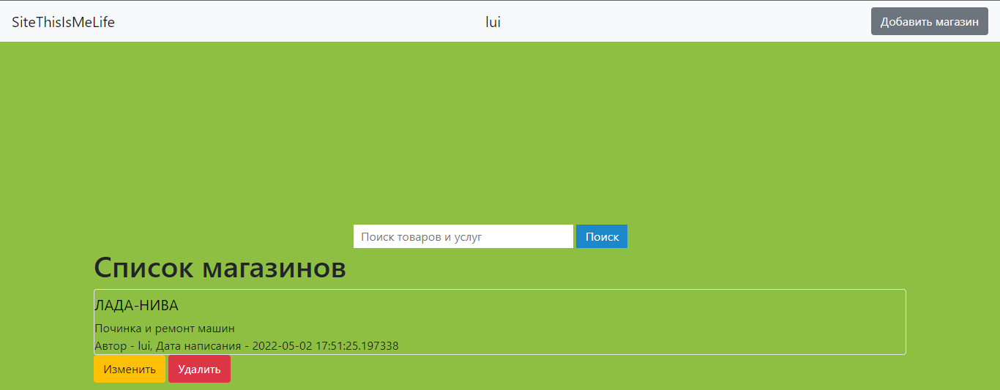 SiteThisIsMeLife lui Добавить магазин
Поиск товаров и услуг Поиск
Список магазинов
ЛАДА-НИВА
Починка и ремонт машин
Автор - lui, Дата написания - 2022-05-02 17:51:25.197338
Изменить Удалить